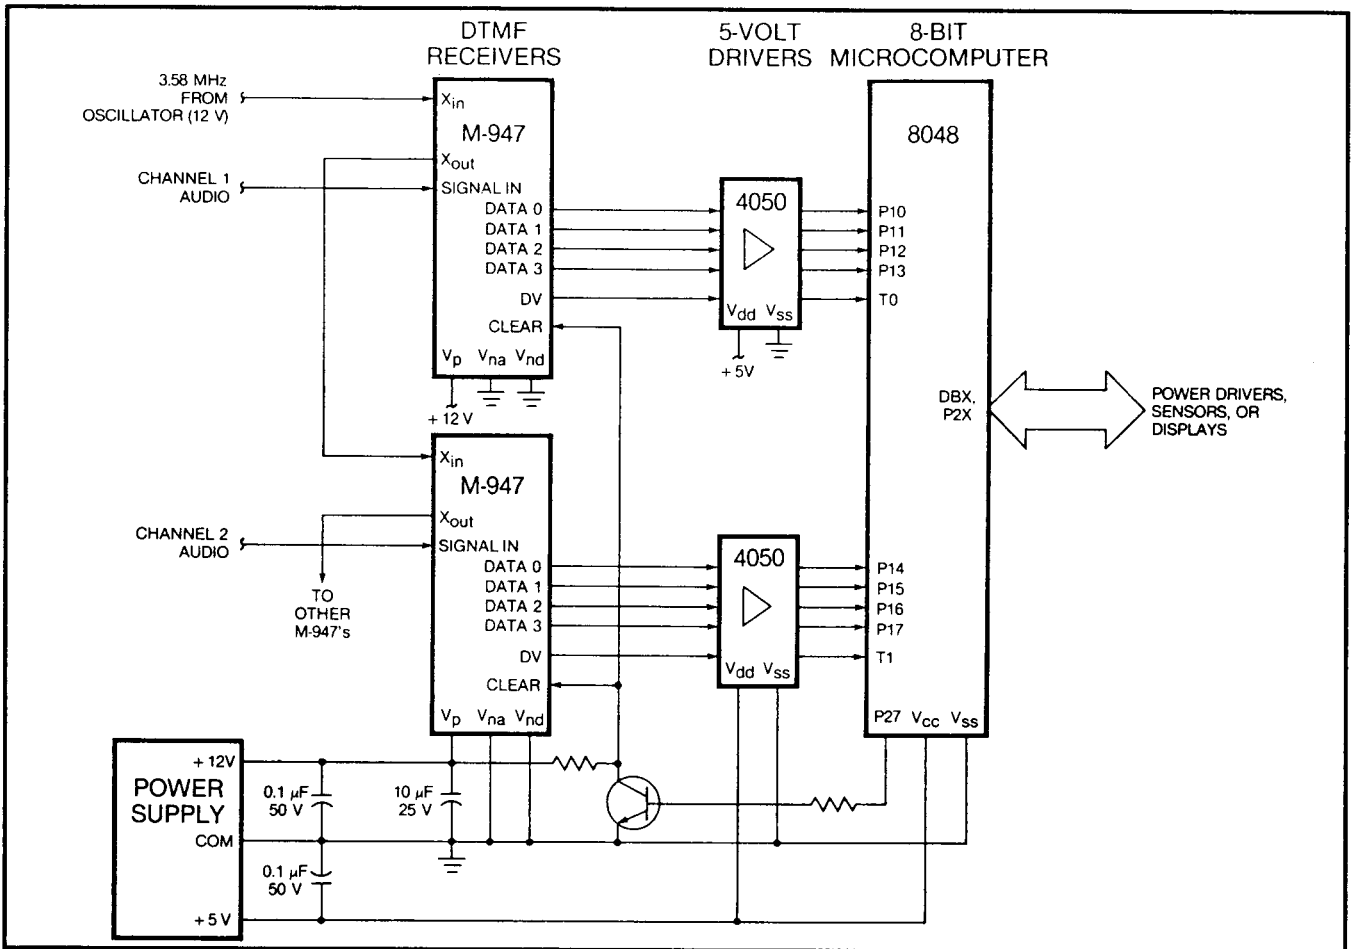 DTMF
RECEIVERS
5-VOLT
DRIVERS
8-BIT
MICROCOMPUTER
3.58 MHz
FROM
OSCILLATOR (12 V)
CHANNEL 1
AUDIO
Xin
M-947
Xout
SIGNAL IN
DATA 0
DATA 1
DATA 2
DATA 3
DV
CLEAR
Vp Vna Vnd
+ 12 V
4050
Vdd Vss
+ 5V
8048
P10
P11
P12
P13
T0
DBX,
P2X
POWER DRIVERS,
SENSORS, OR
DISPLAYS
CHANNEL 2
AUDIO
TO
OTHER
M-947's
Xin
M-947
Xout
SIGNAL IN
DATA 0
DATA 1
DATA 2
DATA 3
DV
CLEAR
Vp Vna Vnd
4050
Vdd Vss
P14
P15
P16
P17
T1
P27 Vcc Vss
POWER
SUPPLY
+ 12V
COM
+ 5 V
0.1 µF
50 V
10 µF
25 V
0.1 µF
50 V